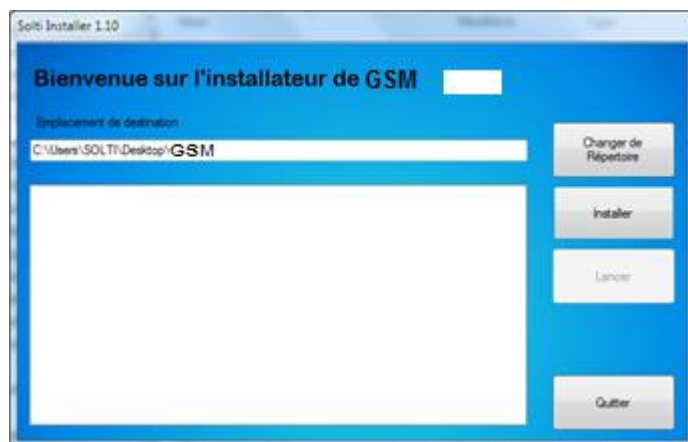 Solti Installer 1.10
Bienvenue sur l'installateur de GSM
Emplacement de destination
C:\Users\SOLTI\Desktop\GSM
Changer de
Répertoire
Installer
Lancer
Quitter